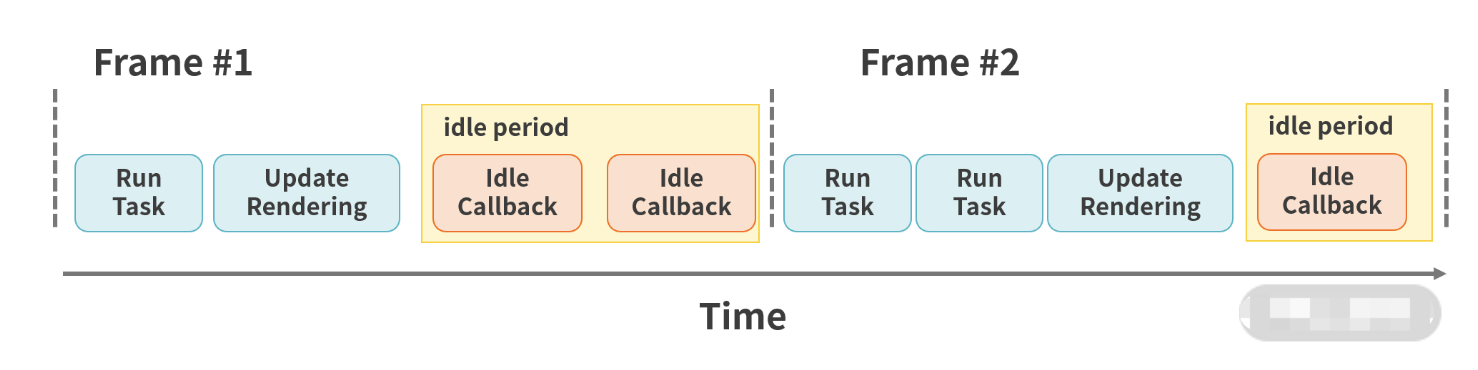 Frame #1
Frame #2
idle period
idle period
Run
Task
Update
Rendering
Idle
Callback
Idle
Callback
Run
Task
Run
Task
Update
Rendering
Idle
Callback
Time